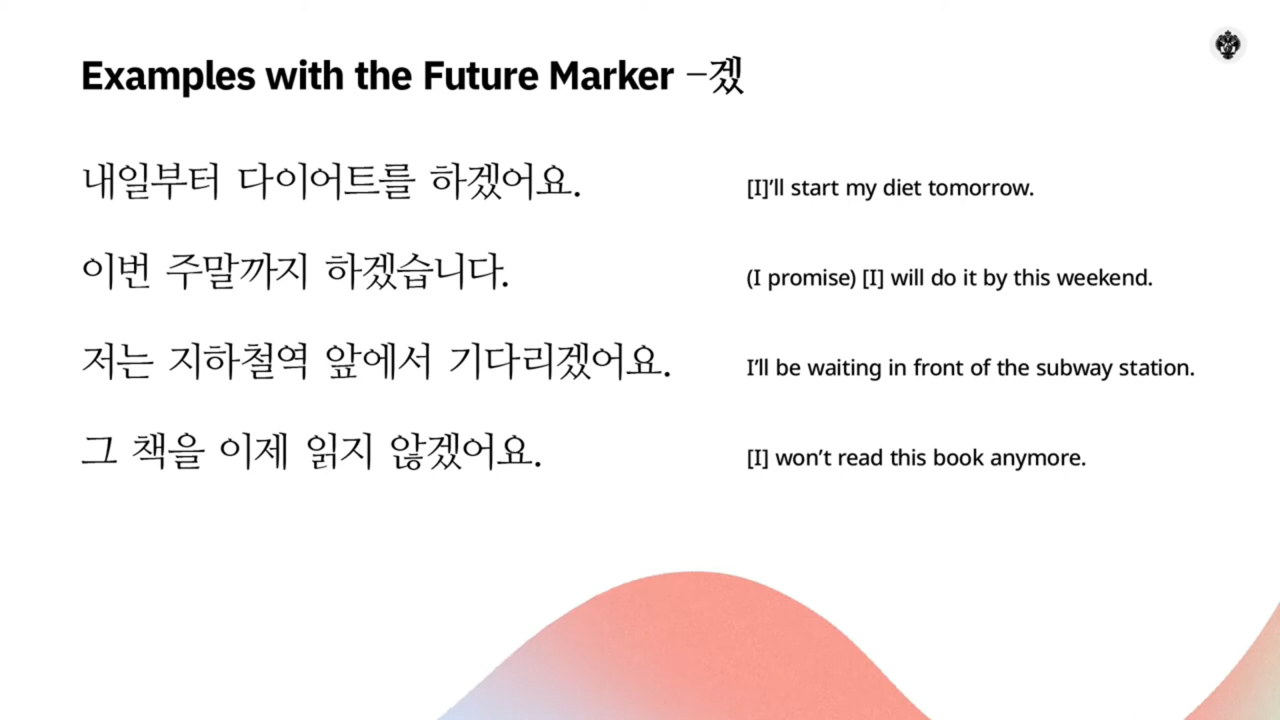 Examples with the Future Marker –겠
내일부터 다이어트를 하겠어요.
[I]’ll start my diet tomorrow.
이번 주말까지 하겠습니다.
(I promise) [I] will do it by this weekend.
저는 지하철역 앞에서 기다리겠어요.
I’ll be waiting in front of the subway station.
그 책을 이제 읽지 않겠어요.
[I] won’t read this book anymore.